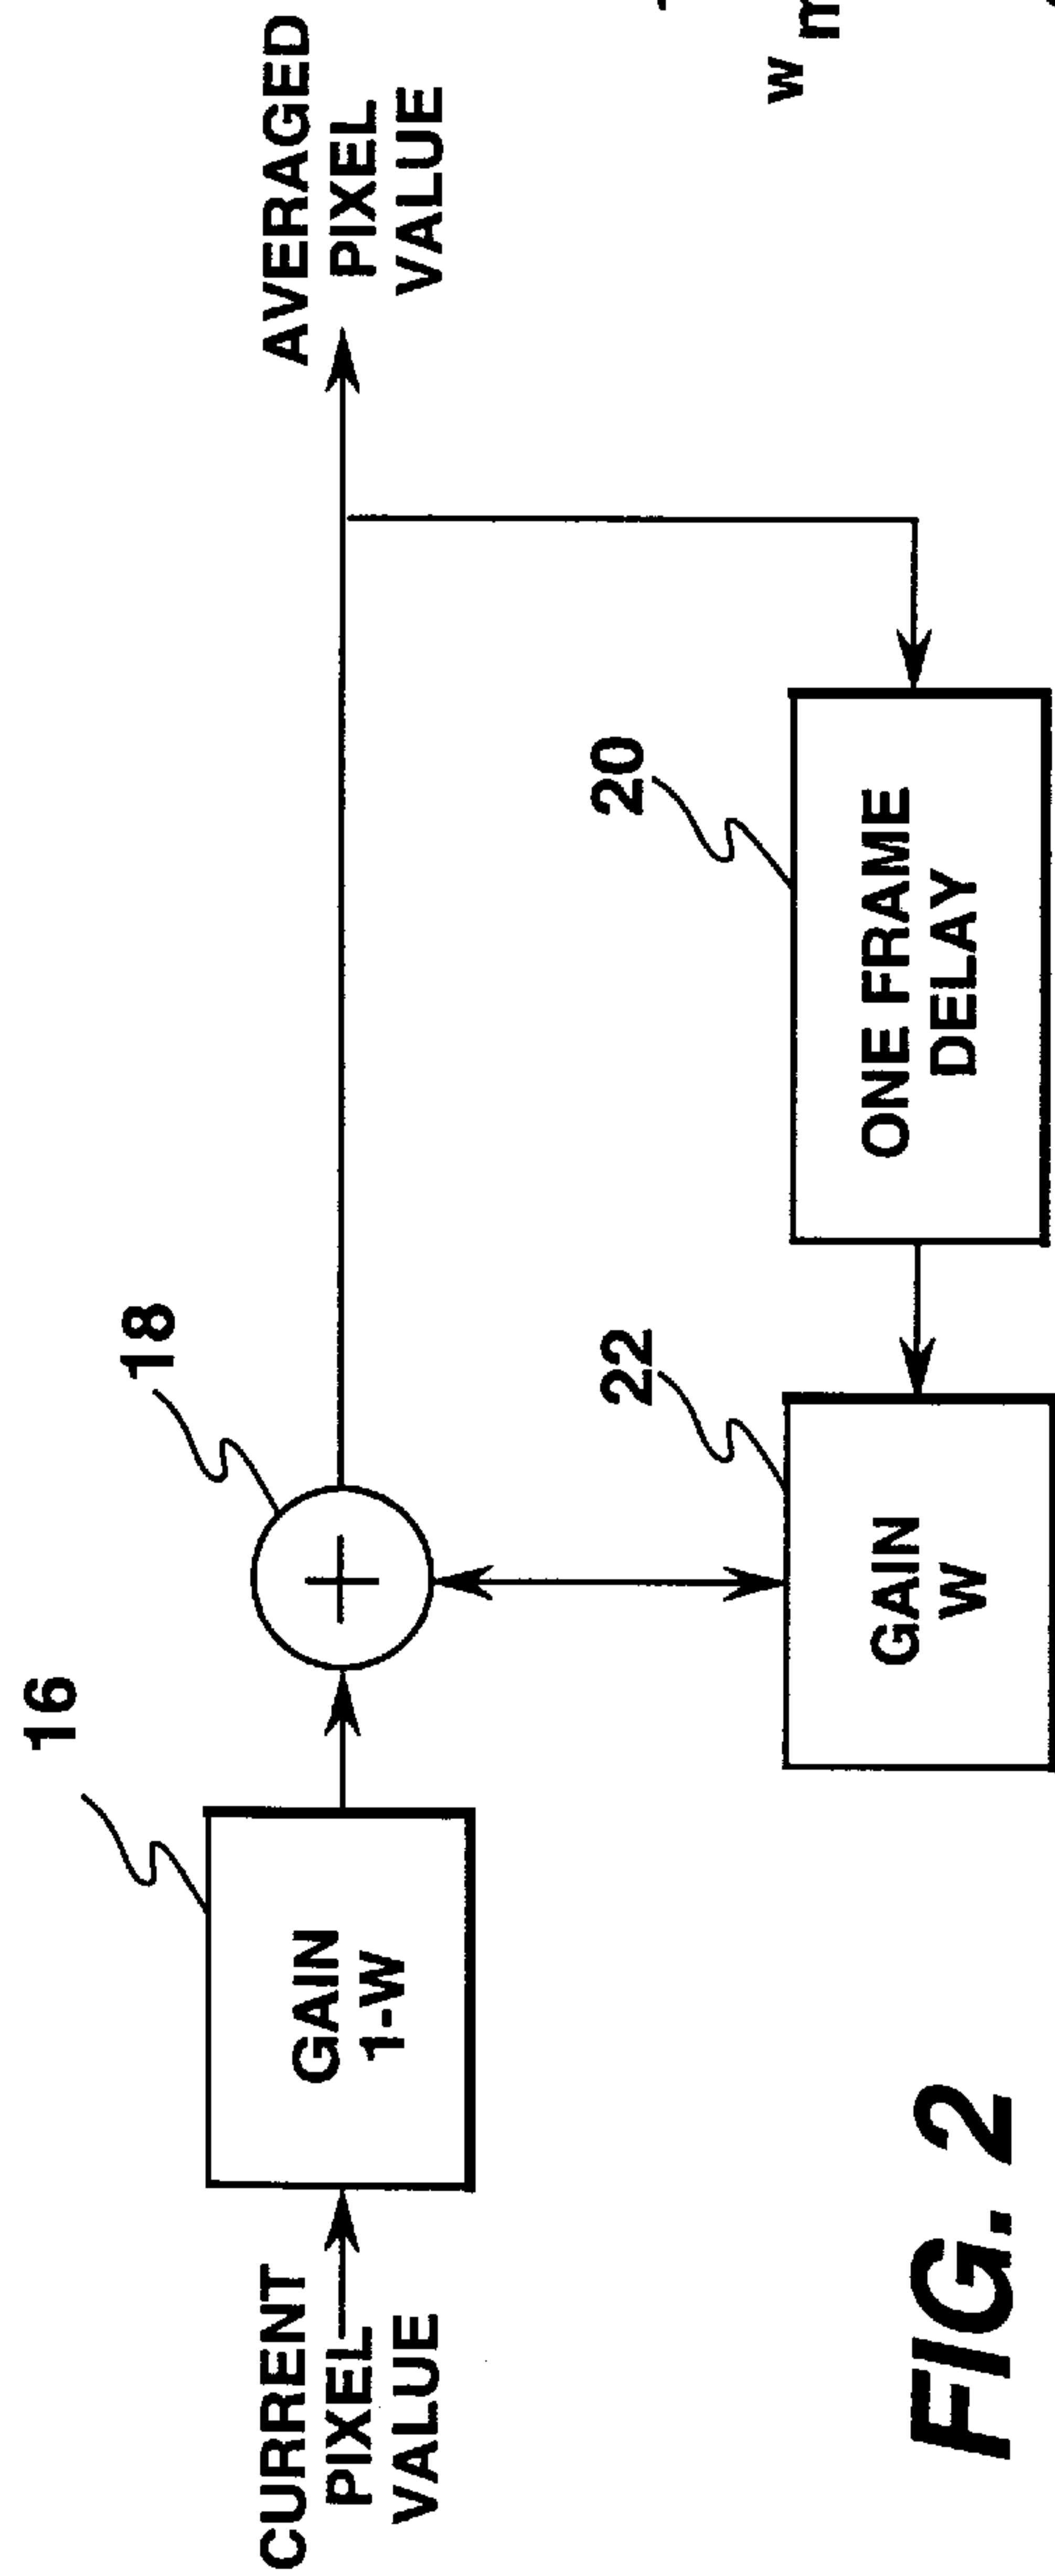 16
18
CURRENT
PIXEL
VALUE
GAIN
1-W
AVERAGED
PIXEL
VALUE
22
20
GAIN
W
ONE FRAME
DELAY
FIG. 2
w